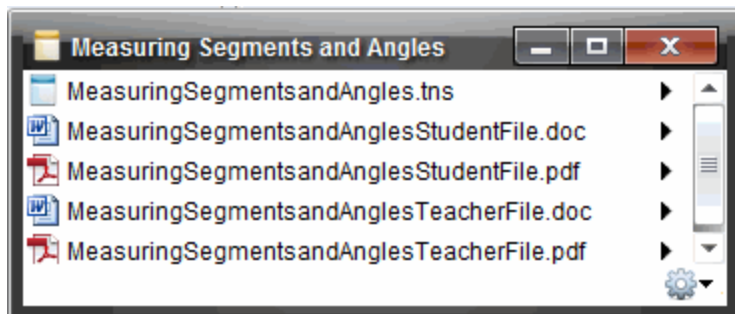 Measuring Segments and Angles
MeasuringSegmentsandAngles.tns
MeasuringSegmentsandAnglesStudentFile.doc
MeasuringSegmentsandAnglesStudentFile.pdf
MeasuringSegmentsandAnglesTeacherFile.doc
MeasuringSegmentsandAnglesTeacherFile.pdf